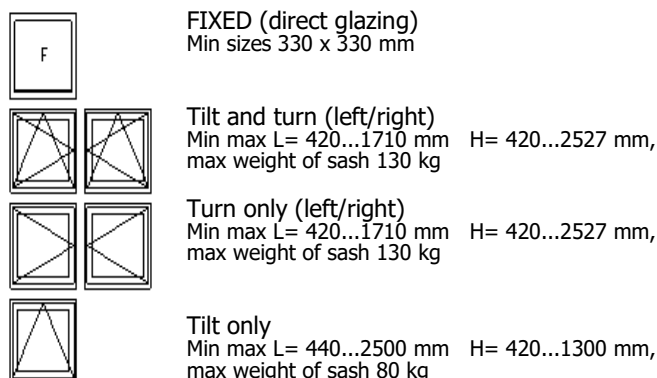 F
FIXED (direct glazing)
Min sizes 330 x 330 mm
Tilt and turn (left/right)
Min max L= 420...1710 mm H= 420...2527 mm,
max weight of sash 130 kg
Turn only (left/right)
Min max L= 420...1710 mm H= 420...2527 mm,
max weight of sash 130 kg
Tilt only
Min max L= 440...2500 mm H= 420...1300 mm,
max weight of sash 80 kg